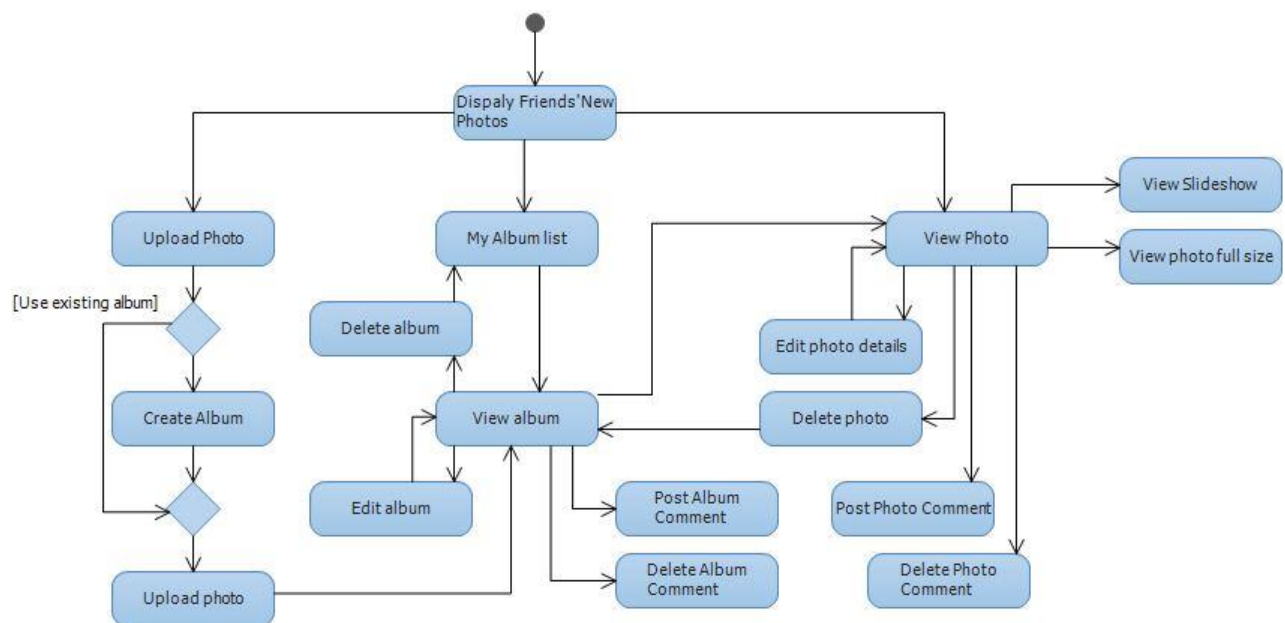 Dispaly Friends'New
Photos
View Slideshow
Upload Photo
My Album list
View Photo
View photo full size
[Use existing album]
Delete album
Edit photo details
Create Album
View album
Delete photo
Edit album
Post Album
Comment
Post Photo Comment
Upload photo
Delete Album
Comment
Delete Photo
Comment